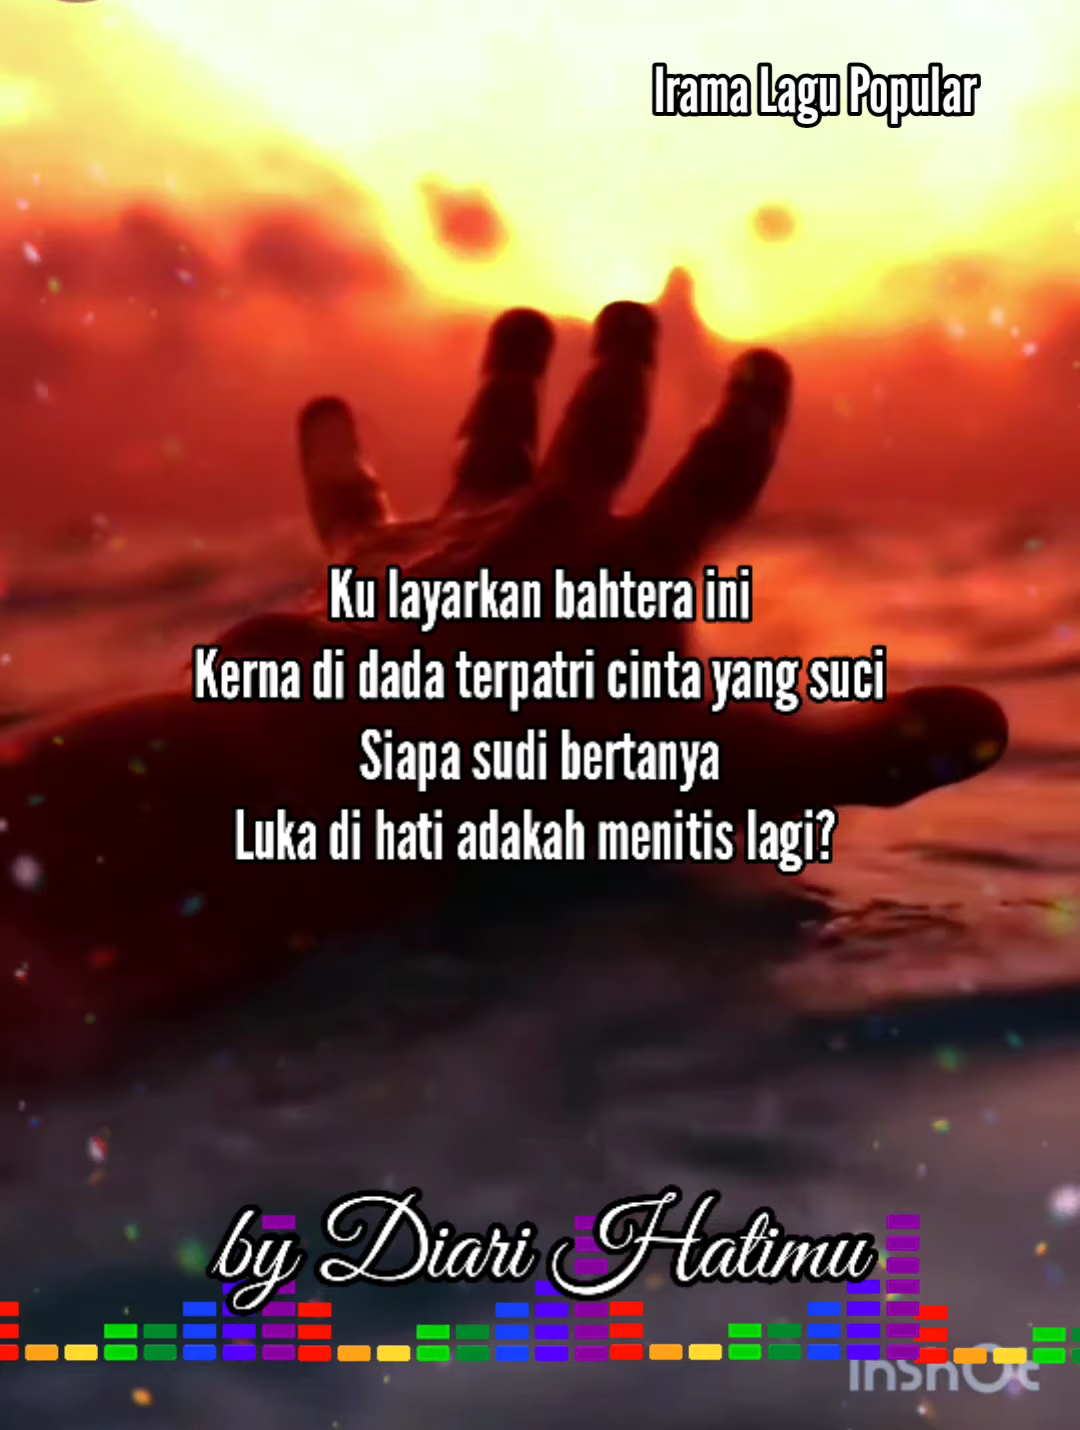 Irama Lagu Popular
Ku layarkan bahtera ini
Kerna di dada terpatri cinta yang suci
Siapa sudi bertanya
Luka di hati adakah menitis lagi?
by Diari Hatimu
InShOt